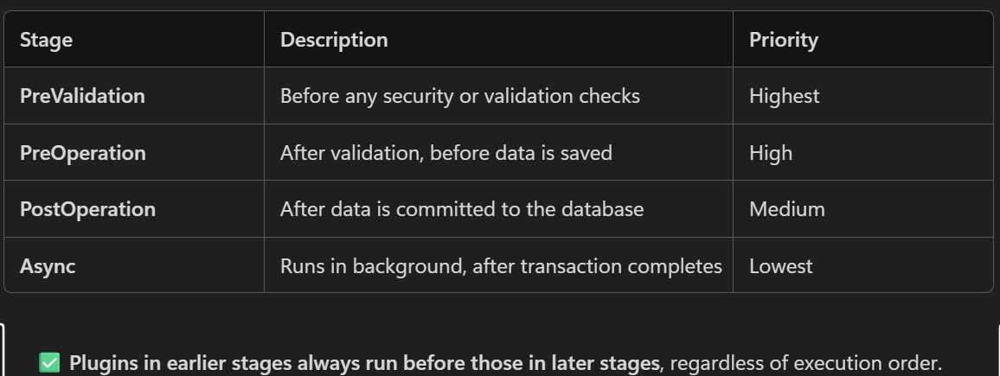 Stage Description Priority
PreValidation Before any security or validation checks Highest
PreOperation After validation, before data is saved High
PostOperation After data is committed to the database Medium
Async Runs in background, after transaction completes Lowest
✅ Plugins in earlier stages always run before those in later stages, regardless of execution order.